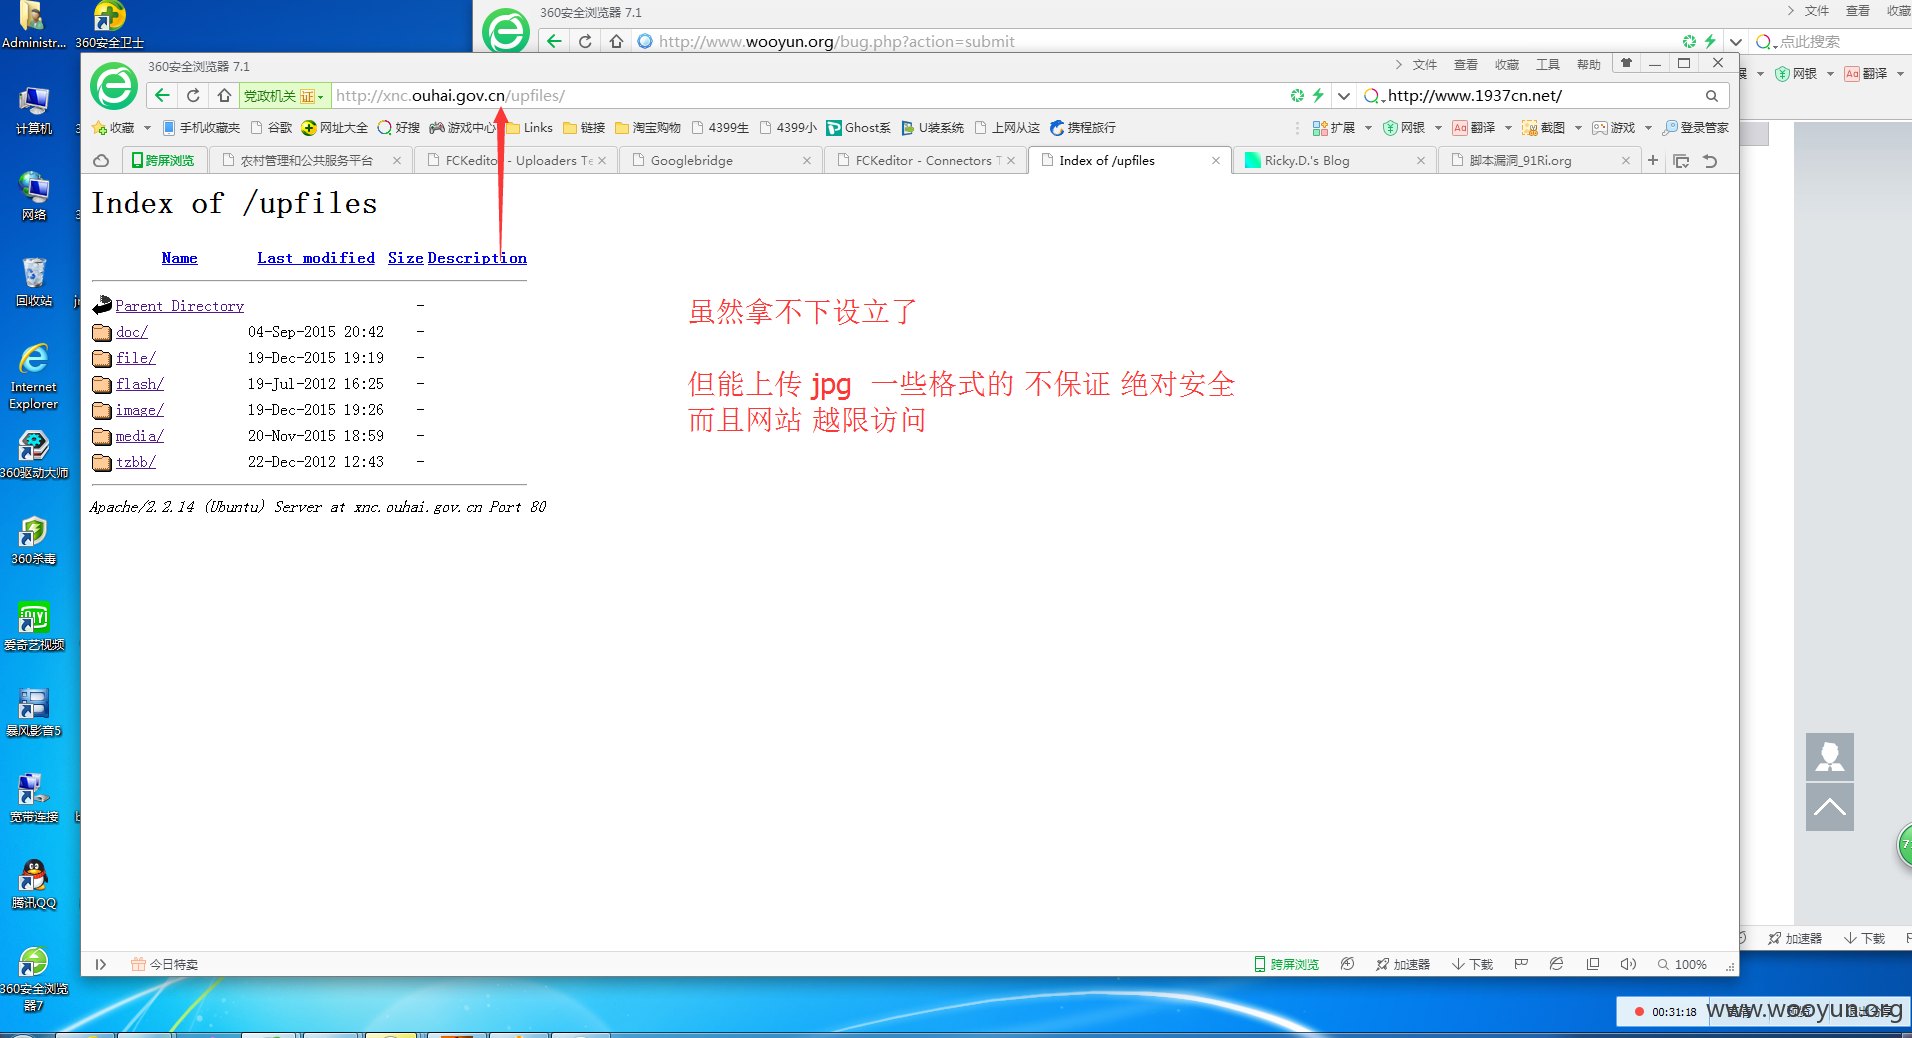 360安全浏览器 7.1
文件 查看 收藏
http://www.wooyun.org/bug.php?action=submit
点此搜索
网银 翻译
360安全浏览器 7.1
文件 查看 收藏 工具 帮助
党政机关 证 http://xnc.ouhai.gov.cn/upfiles/
http://www.1937cn.net/
收藏 手机收藏夹 谷歌 网址大全 好搜 游戏中心 Links 链接 淘宝购物 4399生 4399小 Ghost系 U装系统 上网从这 携程旅行
扩展 网银 翻译 截图 游戏 登录管家
跨屏浏览 农村管理和公共服务平台 FCKeditor - Uploaders Te Googlebridge FCKeditor - Connectors T Index of /upfiles Ricky.D.'s Blog 脚本漏洞_91Ri.org
Index of /upfiles
Name Last modified Size Description
Parent Directory -
doc/ 04-Sep-2015 20:42 -
file/ 19-Dec-2015 19:19 -
flash/ 19-Jul-2012 16:25 -
image/ 19-Dec-2015 19:26 -
media/ 20-Nov-2015 18:59 -
tzbb/ 22-Dec-2012 12:43 -
Apache/2.2.14 (Ubuntu) Server at xnc.ouhai.gov.cn Port 80
虽然拿不下设立了
但能上传 jpg 一些格式的 不保证 绝对安全
而且网站 越限访问
Administr...
360安全卫士
计算机
网络
回收站
Internet
Explorer
360驱动大师
360杀毒
爱奇艺视频
暴风影音5
宽带连接
腾讯QQ
360安全浏览
器7
今日特卖
跨屏浏览 加速器 下载 100%
加速器 下载
00:31:18
www.wooyun.org